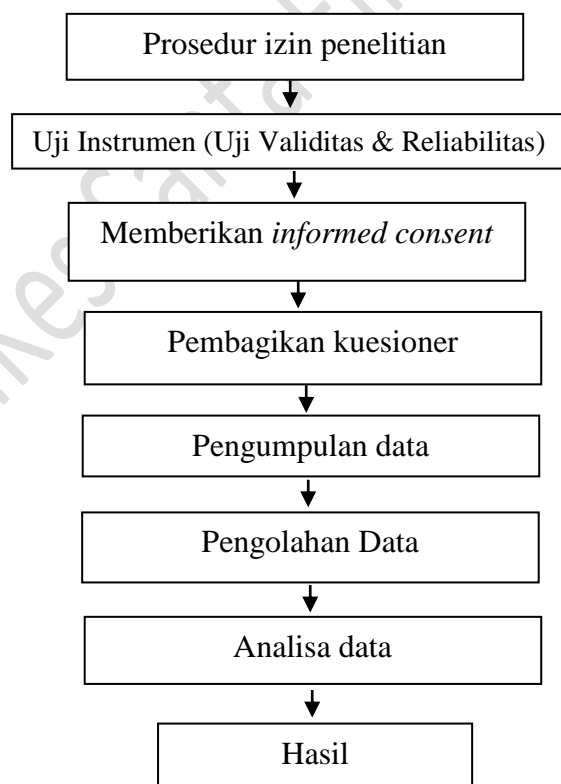 Prosedur izin penelitian
Uji Instrumen (Uji Validitas & Reliabilitas)
Memberikan informed consent
Pembagikan kuesioner
Pengumpulan data
Pengolahan Data
Analisa data
Hasil